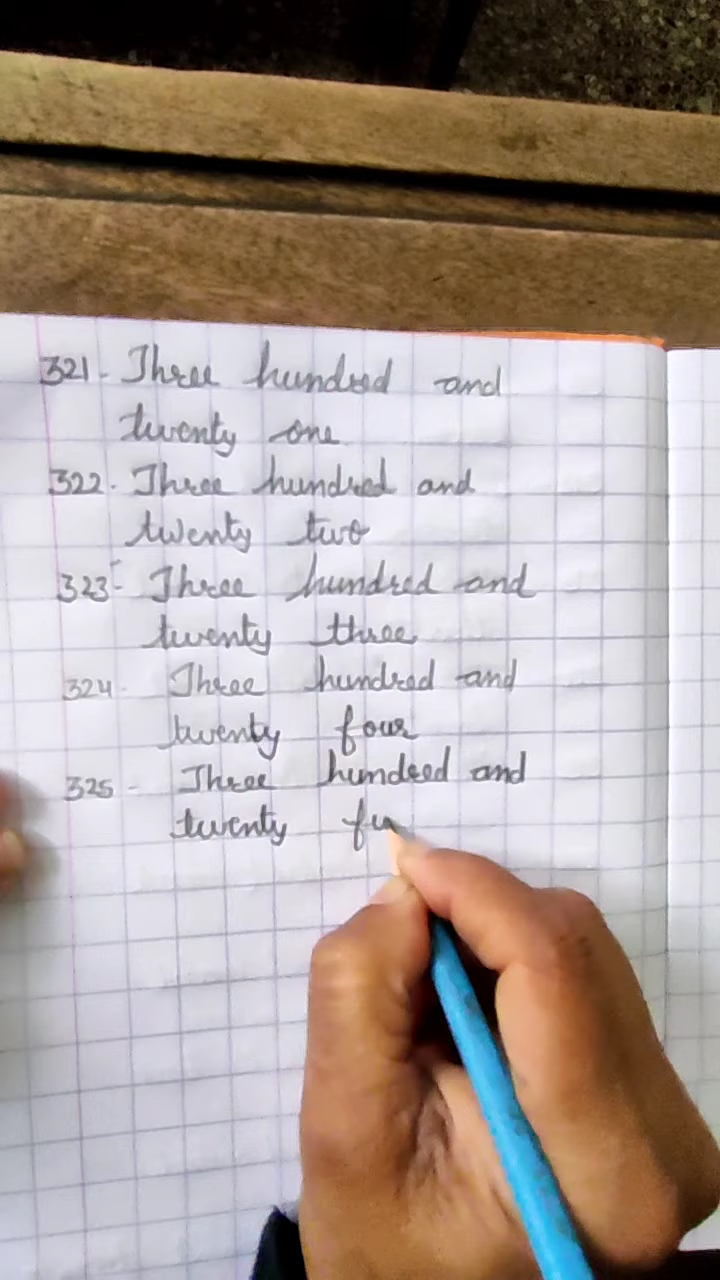 321- Three hundred and
twenty one
322. Three hundred and
twenty two
323- Three hundred and
twenty three
324- Three hundred and
twenty four
325- Three hundred and
twenty